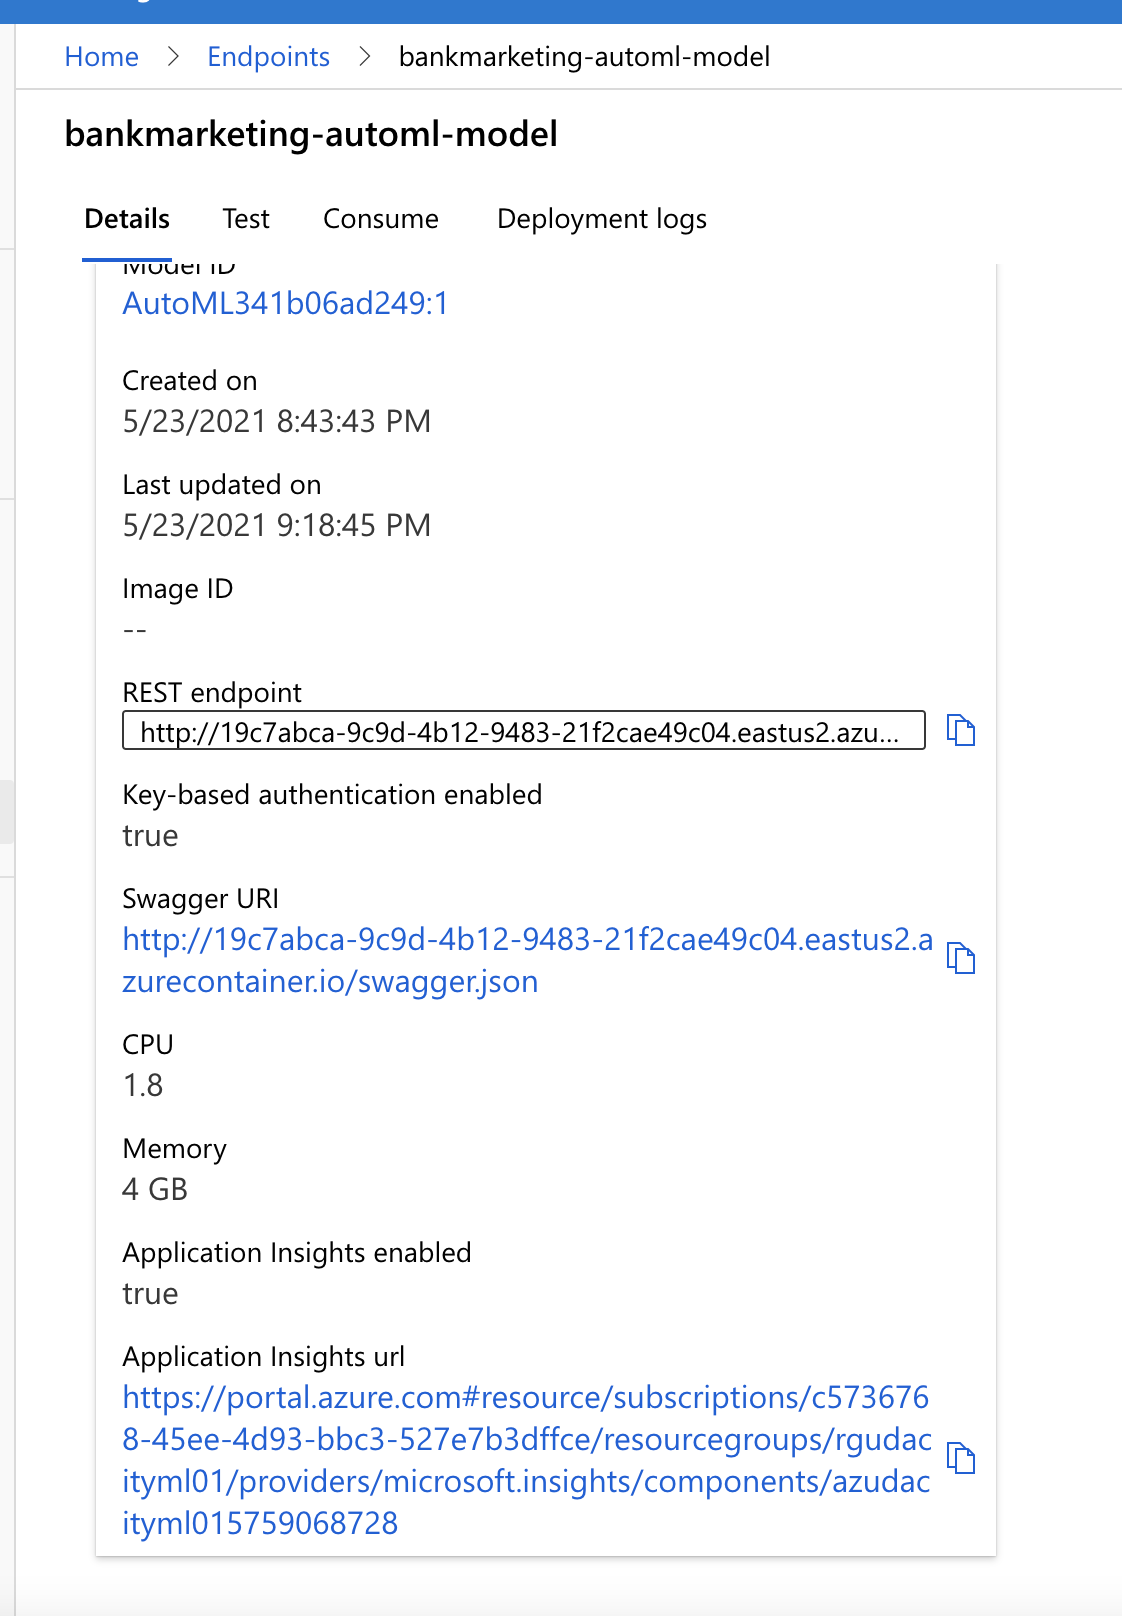 Home > Endpoints > bankmarketing-automl-model
bankmarketing-automl-model
Details Test Consume Deployment logs
Model ID
AutoML341b06ad249:1
Created on
5/23/2021 8:43:43 PM
Last updated on
5/23/2021 9:18:45 PM
Image ID
--
REST endpoint
http://19c7abca-9c9d-4b12-9483-21f2cae49c04.eastus2.azu...
Key-based authentication enabled
true
Swagger URI
http://19c7abca-9c9d-4b12-9483-21f2cae49c04.eastus2.a
zurecontainer.io/swagger.json
CPU
1.8
Memory
4 GB
Application Insights enabled
true
Application Insights url
https://portal.azure.com#resource/subscriptions/c573676
8-45ee-4d93-bbc3-527e7b3dffce/resourcegroups/rgudac
ityml01/providers/microsoft.insights/components/azudac
ityml015759068728